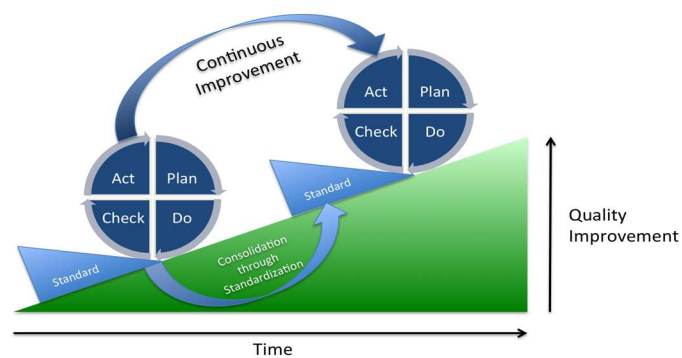 Continuous
Improvement
Act
Plan
Check
Do
Act
Plan
Check
Do
Standard
Standard
Consolidation
through
Standardization
Quality
Improvement
Time